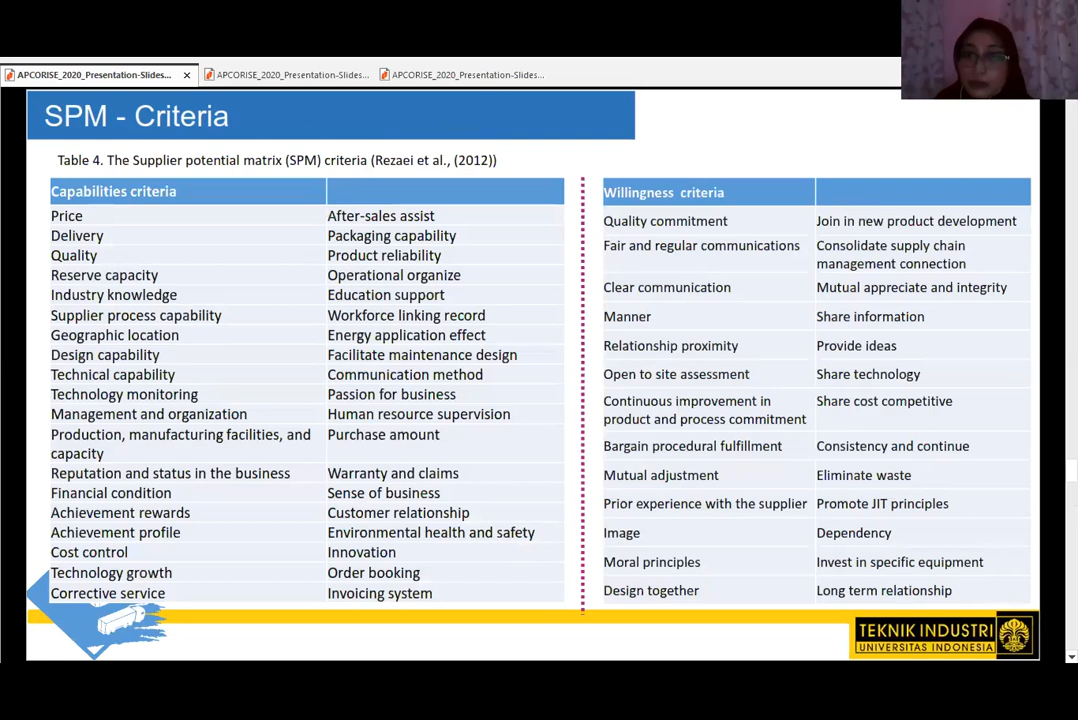 APCORISE_2020_Presentation-Slides... × APCORISE_2020_Presentation-Slides... APCORISE_2020_Presentation-Slides...
SPM - Criteria
Table 4. The Supplier potential matrix (SPM) criteria (Rezaei et al., (2012))
Capabilities criteria
Price After-sales assist
Delivery Packaging capability
Quality Product reliability
Reserve capacity Operational organize
Industry knowledge Education support
Supplier process capability Workforce linking record
Geographic location Energy application effect
Design capability Facilitate maintenance design
Technical capability Communication method
Technology monitoring Passion for business
Management and organization Human resource supervision
Production, manufacturing facilities, and Purchase amount
capacity
Reputation and status in the business Warranty and claims
Financial condition Sense of business
Achievement rewards Customer relationship
Achievement profile Environmental health and safety
Cost control Innovation
Technology growth Order booking
Corrective service Invoicing system
Willingness criteria
Quality commitment Join in new product development
Fair and regular communications Consolidate supply chain
management connection
Clear communication Mutual appreciate and integrity
Manner Share information
Relationship proximity Provide ideas
Open to site assessment Share technology
Continuous improvement in Share cost competitive
product and process commitment
Bargain procedural fulfillment Consistency and continue
Mutual adjustment Eliminate waste
Prior experience with the supplier Promote JIT principles
Image Dependency
Moral principles Invest in specific equipment
Design together Long term relationship
TEKNIK INDUSTRI
UNIVERSITAS INDONESIA